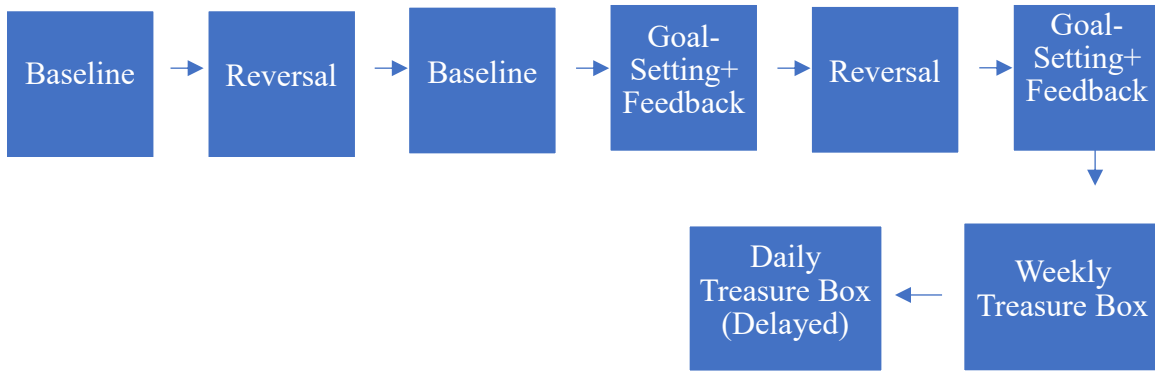 Baseline
Reversal
Baseline
Goal-
Setting+
Feedback
Reversal
Goal-
Setting+
Feedback
Weekly
Treasure Box
Daily
Treasure Box
(Delayed)